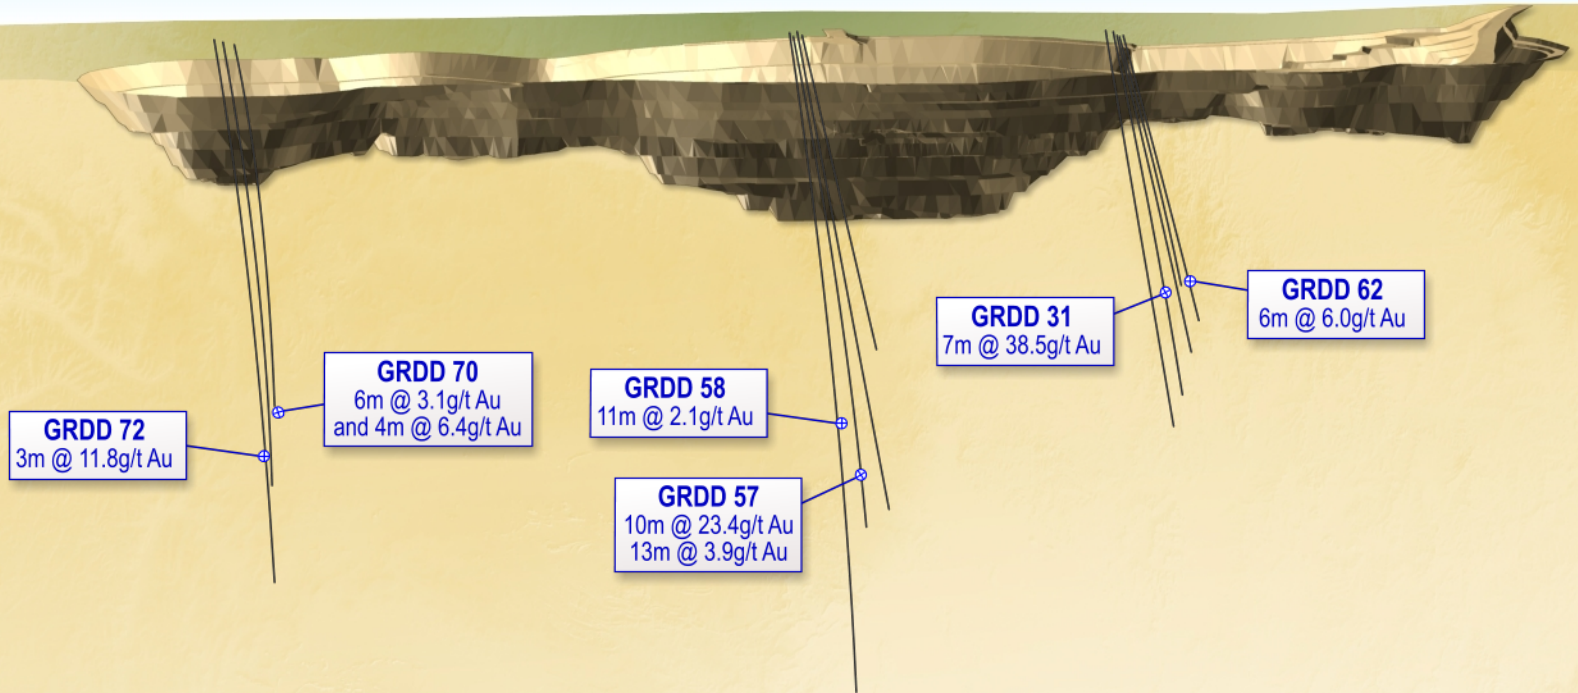 GRDD 72
3m @ 11.8g/t Au
GRDD 70
6m @ 3.1g/t Au
and 4m @ 6.4g/t Au
GRDD 58
11m @ 2.1g/t Au
GRDD 57
10m @ 23.4g/t Au
13m @ 3.9g/t Au
GRDD 31
7m @ 38.5g/t Au
GRDD 62
6m @ 6.0g/t Au